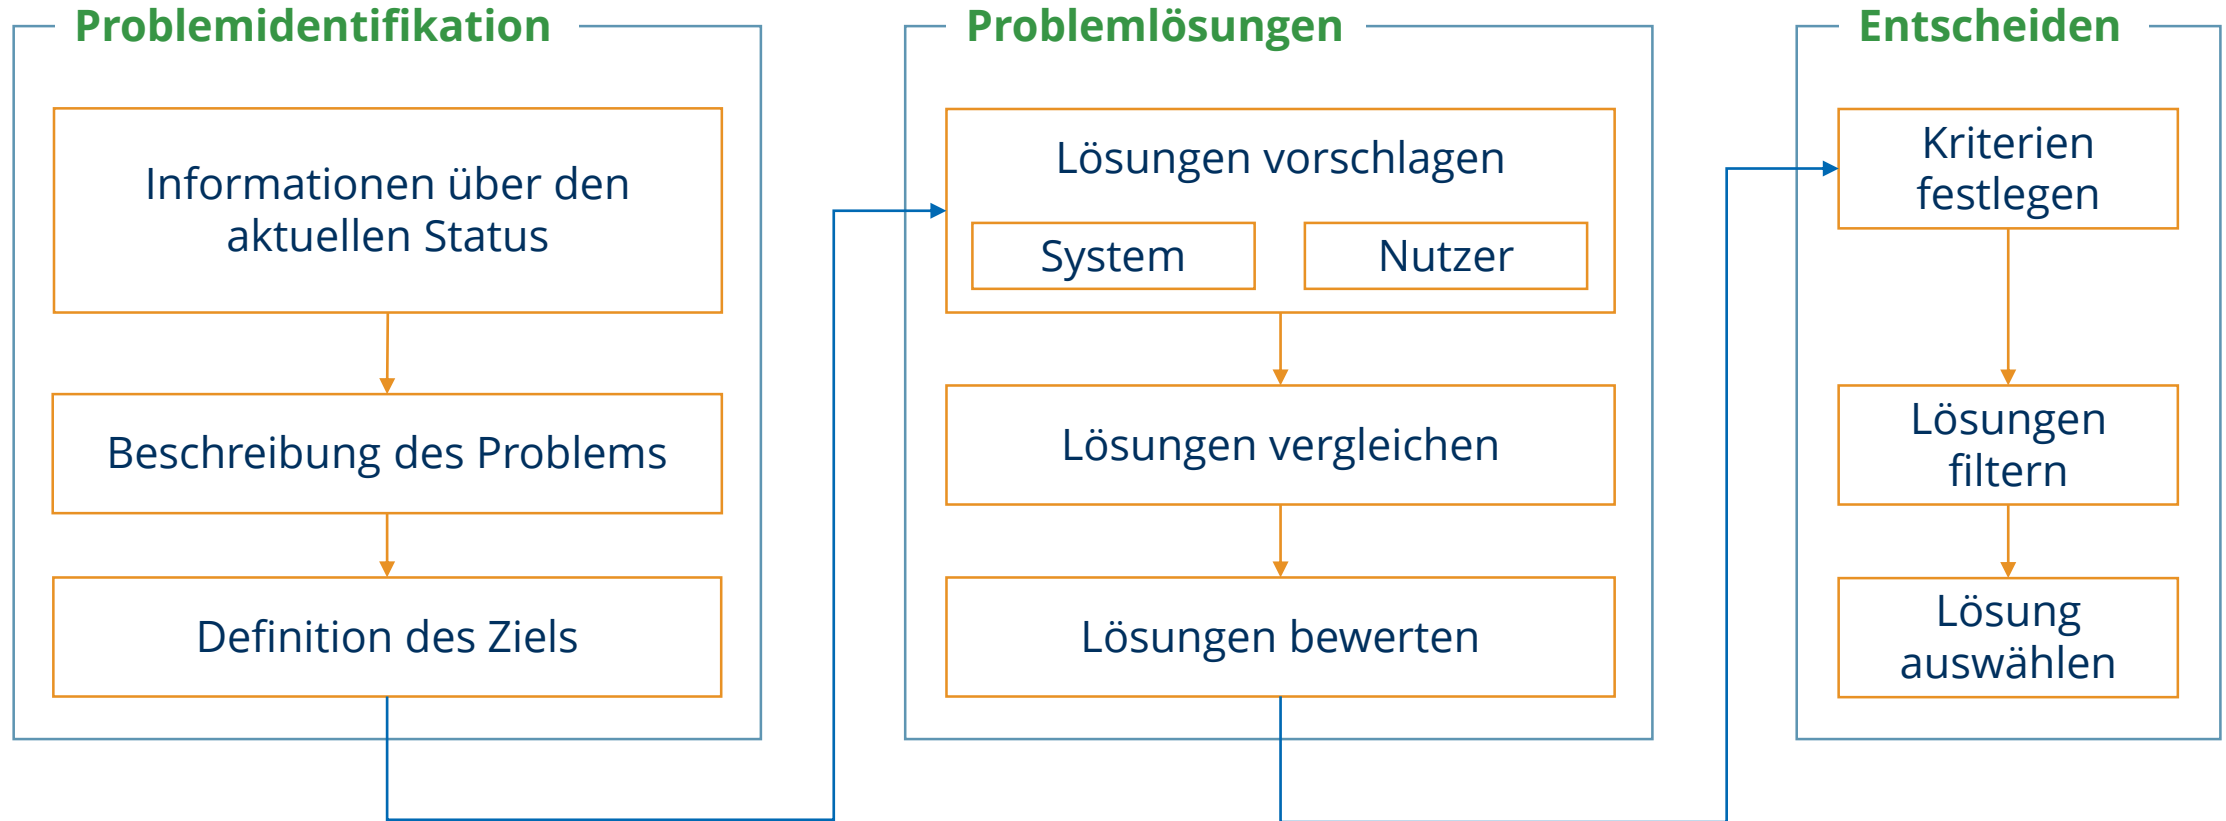 Problemidentifikation
Informationen über den
aktuellen Status
Beschreibung des Problems
Definition des Ziels
Problemlösungen
Lösungen vorschlagen
System
Nutzer
Lösungen vergleichen
Lösungen bewerten
Entscheiden
Kriterien
festlegen
Lösungen
filtern
Lösung
auswählen